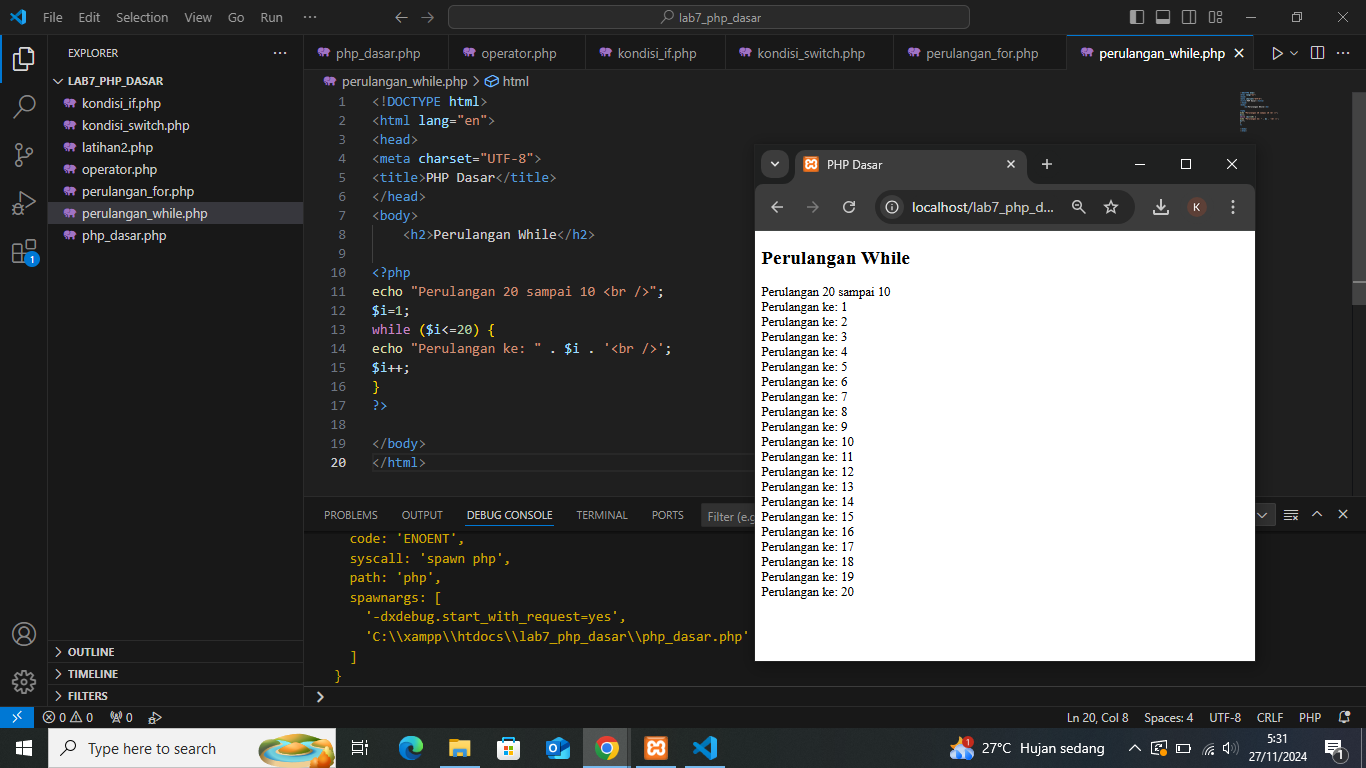 File Edit Selection View Go Run ··· lab7_php_dasar
EXPLORER ···
LAB7_PHP_DASAR
kondisi_if.php
kondisi_switch.php
latihan2.php
operator.php
perulangan_for.php
perulangan_while.php
php_dasar.php
OUTLINE
TIMELINE
FILTERS
1
php_dasar.php operator.php kondisi_if.php kondisi_switch.php perulangan_for.php perulangan_while.php
perulangan_while.php > html
1 <!DOCTYPE html>
2 <html lang="en">
3 <head>
4 <meta charset="UTF-8">
5 <title>PHP Dasar</title>
6 </head>
7 <body>
8 <h2>Perulangan While</h2>
9
10 <?php
11 echo "Perulangan 20 sampai 10 <br />";
12 $i=1;
13 while ($i<=20) {
14 echo "Perulangan ke: " . $i . '<br />';
15 $i++;
16 }
17 ?>
18
19 </body>
20 </html>
PROBLEMS OUTPUT DEBUG CONSOLE TERMINAL PORTS Filter (e.g
code: 'ENOENT',
syscall: 'spawn php',
path: 'php',
spawnargs: [
'-dxdebug.start_with_request=yes',
'C:\\xampp\\htdocs\\lab7_php_dasar\\php_dasar.php'
]
}
PHP Dasar
localhost/lab7_php_d... K
Perulangan While
Perulangan 20 sampai 10
Perulangan ke: 1
Perulangan ke: 2
Perulangan ke: 3
Perulangan ke: 4
Perulangan ke: 5
Perulangan ke: 6
Perulangan ke: 7
Perulangan ke: 8
Perulangan ke: 9
Perulangan ke: 10
Perulangan ke: 11
Perulangan ke: 12
Perulangan ke: 13
Perulangan ke: 14
Perulangan ke: 15
Perulangan ke: 16
Perulangan ke: 17
Perulangan ke: 18
Perulangan ke: 19
Perulangan ke: 20
0 0 0 Ln 20, Col 8 Spaces: 4 UTF-8 CRLF PHP
Type here to search 1 27°C Hujan sedang 5:31
27/11/2024 1